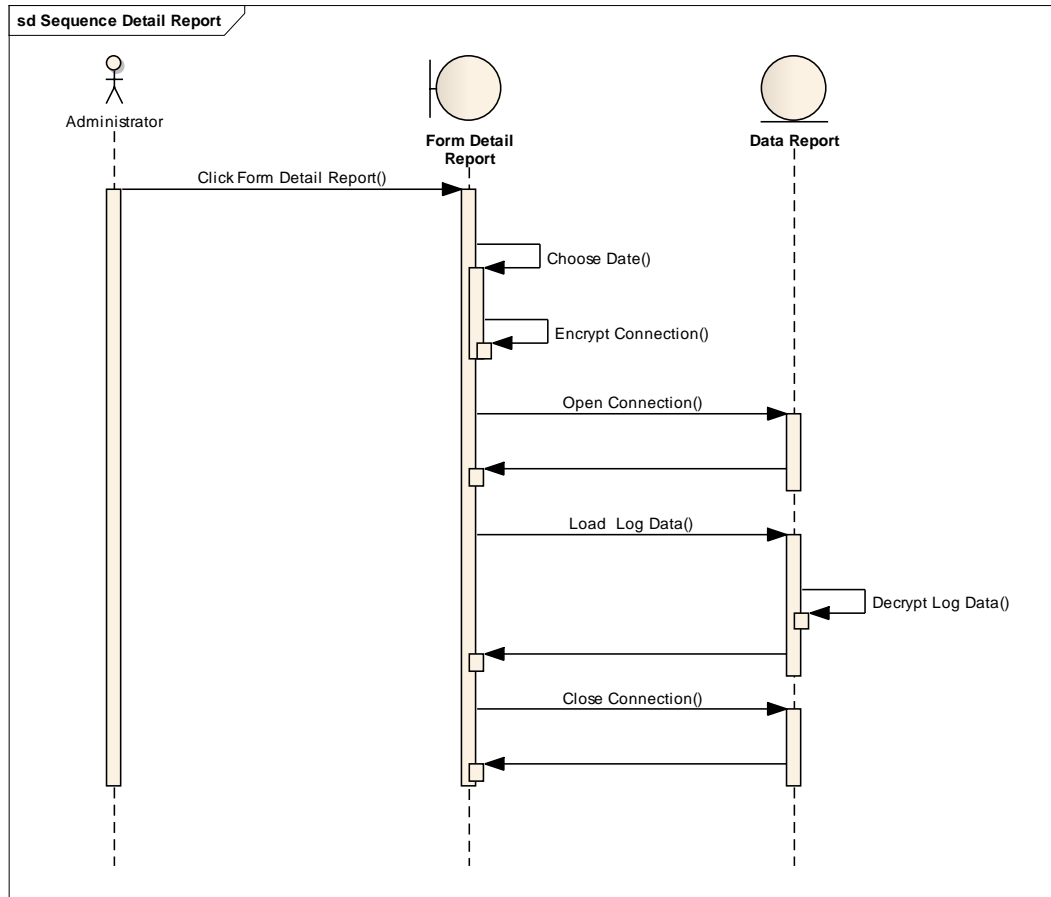 sd Sequence Detail Report
Administrator
Form Detail
Report
Data Report
Click Form Detail Report()
Choose Date()
Encrypt Connection()
Open Connection()
Load Log Data()
Decrypt Log Data()
Close Connection()